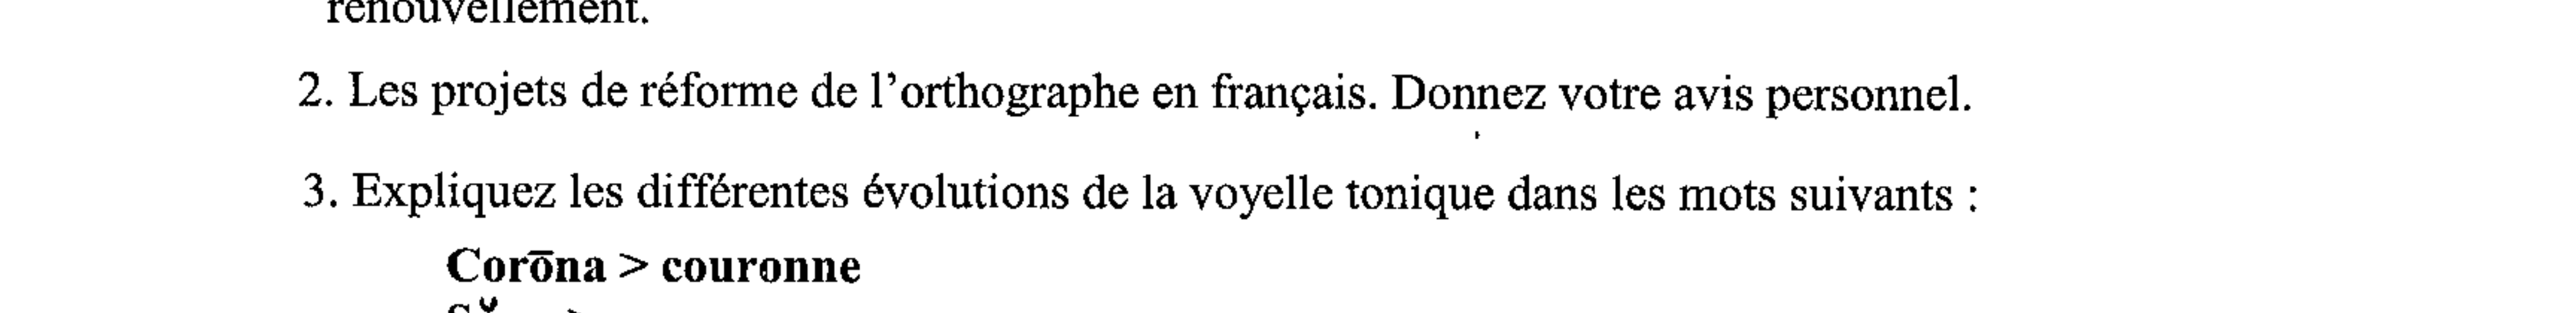 renouvellement.
2. Les projets de réforme de l'orthographe en français. Donnez votre avis personnel.
3. Expliquez les différentes évolutions de la voyelle tonique dans les mots suivants :
Corōna > couronne